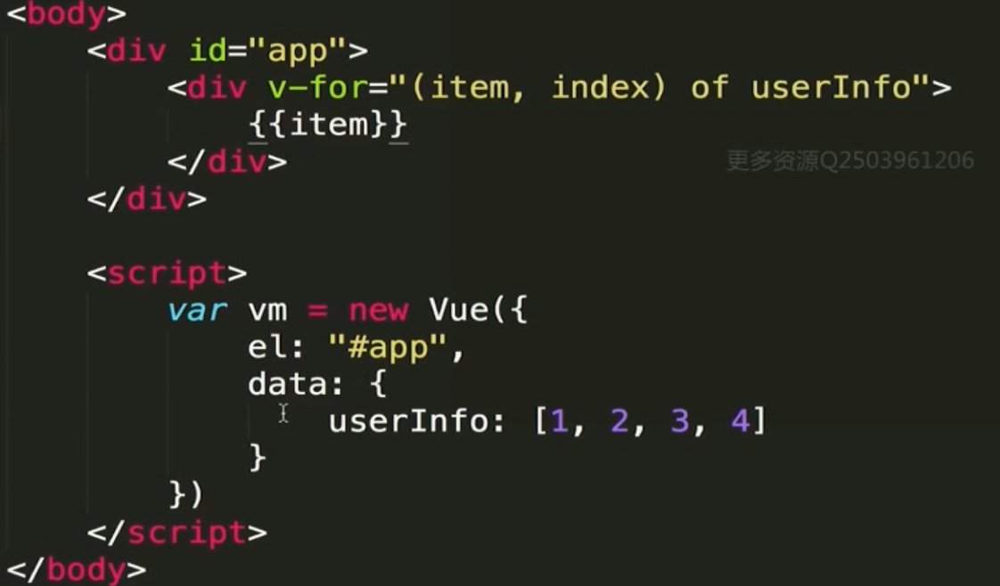 <body>
<div id="app">
<div v-for="(item, index) of userInfo">
{{item}}
</div>
更多资源Q2503961206
</div>
<script>
var vm = new Vue({
el: "#app",
data: {
userInfo: [1, 2, 3, 4]
}
})
</script>
</body>